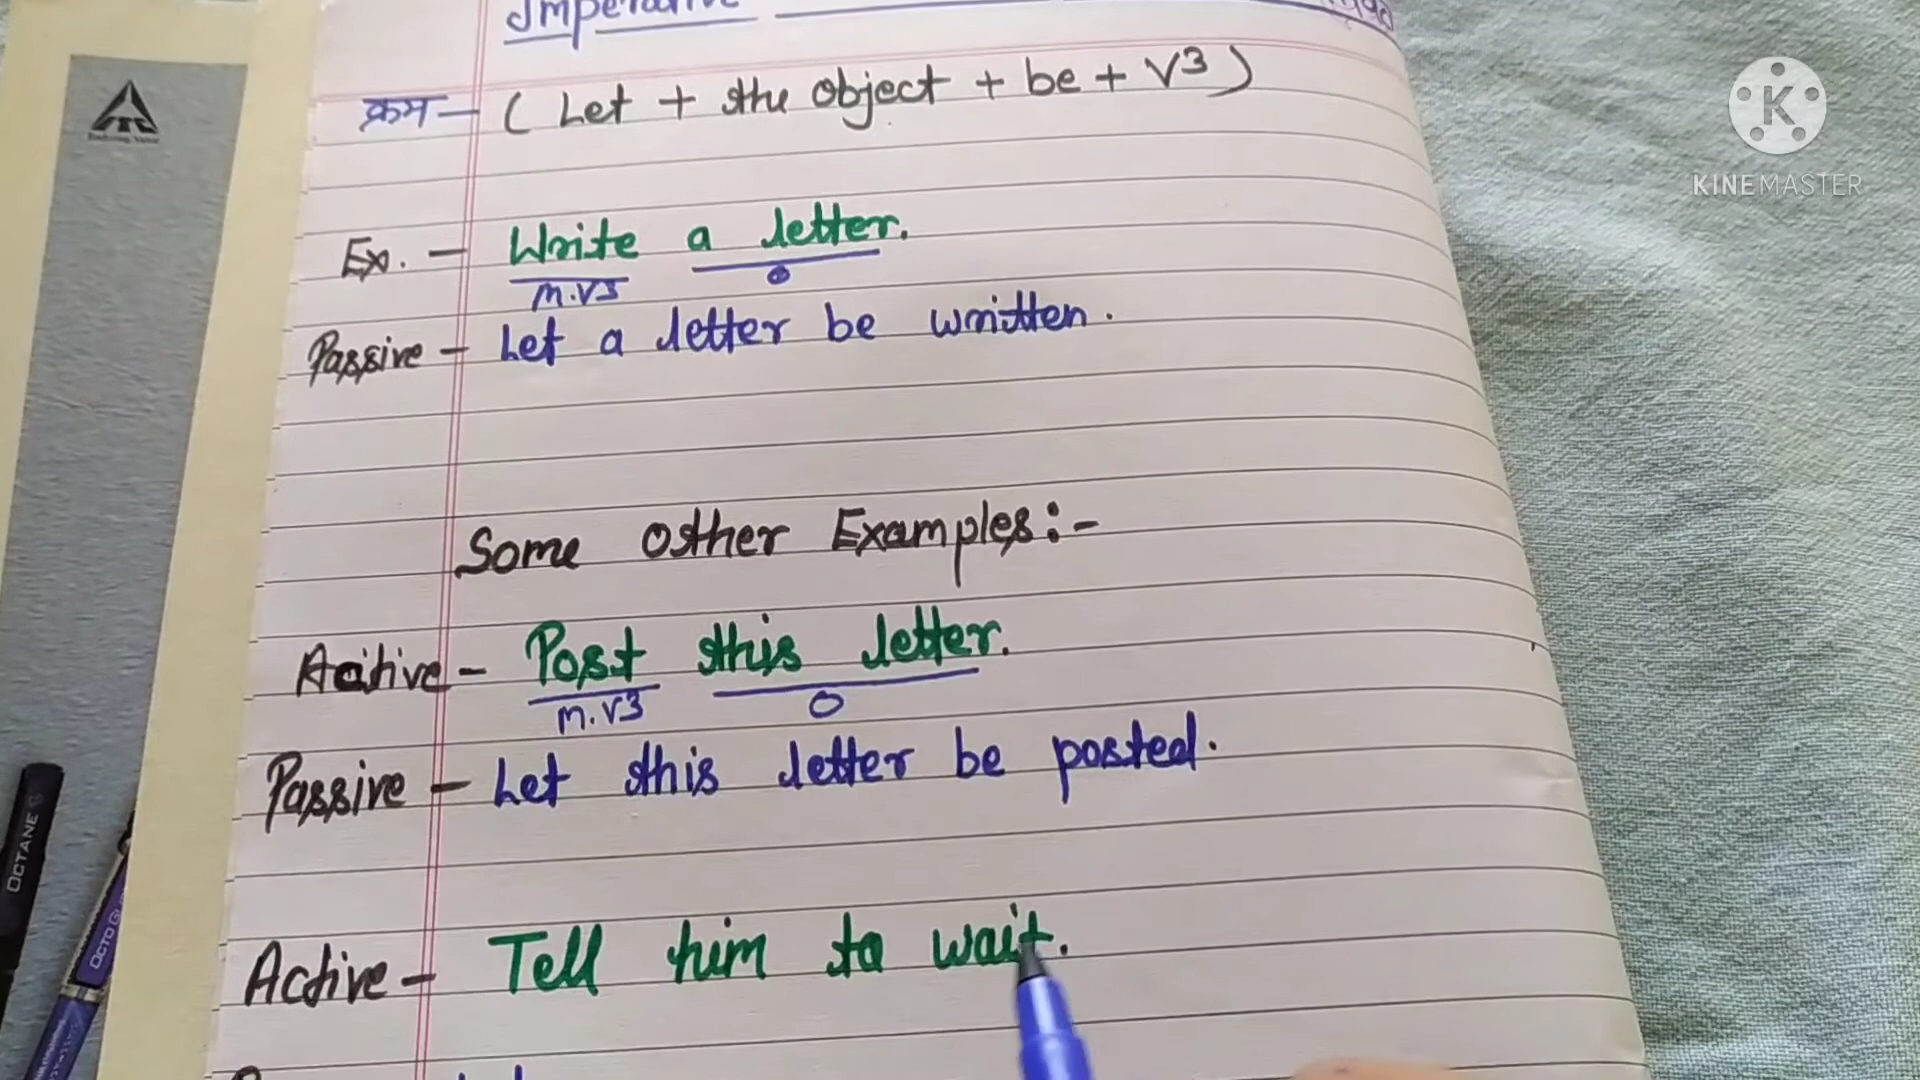 Imperative
क्रम - ( Let + the object + be + V3 )
KINEMASTER
Ex. - Write a letter.
M.V3 O
Passive - Let a letter be written.
Some Other Examples:-
Active - Post this letter.
M.V3 O
Passive - Let this letter be posted.
Active - Tell him to wait.
OCTANE